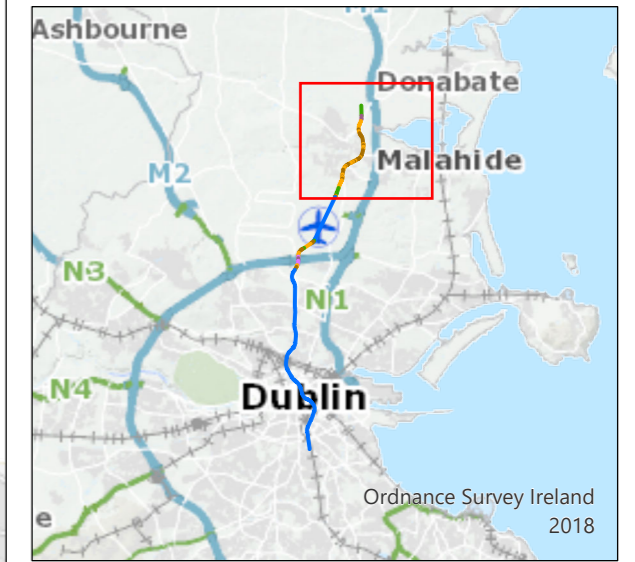 M1
Ashbourne
Donabate
Malahide
M2
N3
N1
N4
Dublin
Ordnance Survey Ireland
2018
e